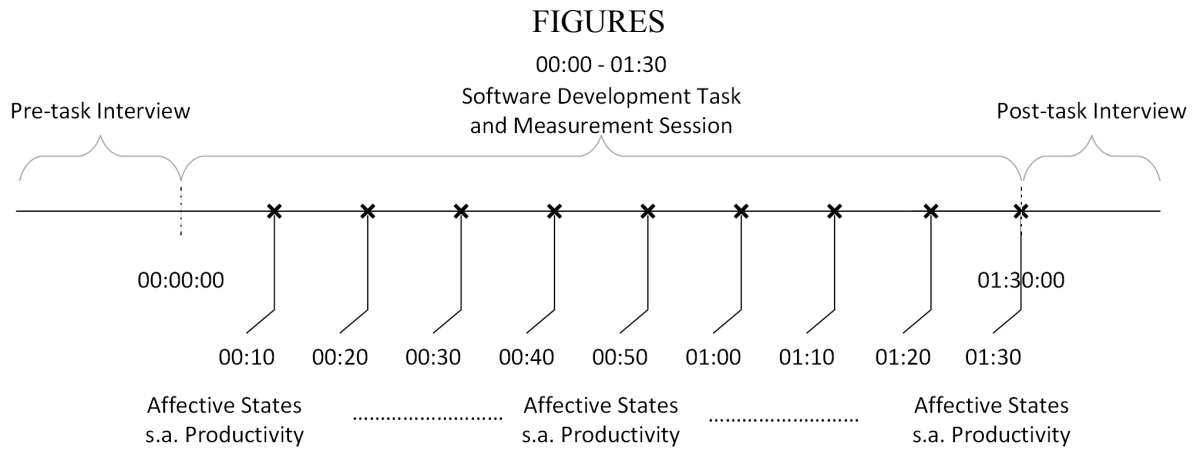 FIGURES
00:00 - 01:30
Software Development Task
and Measurement Session
Pre-task Interview
Post-task Interview
00:00:00
01:30:00
00:10
00:20
00:30
00:40
00:50
01:00
01:10
01:20
01:30
Affective States
s.a. Productivity
Affective States
s.a. Productivity
Affective States
s.a. Productivity